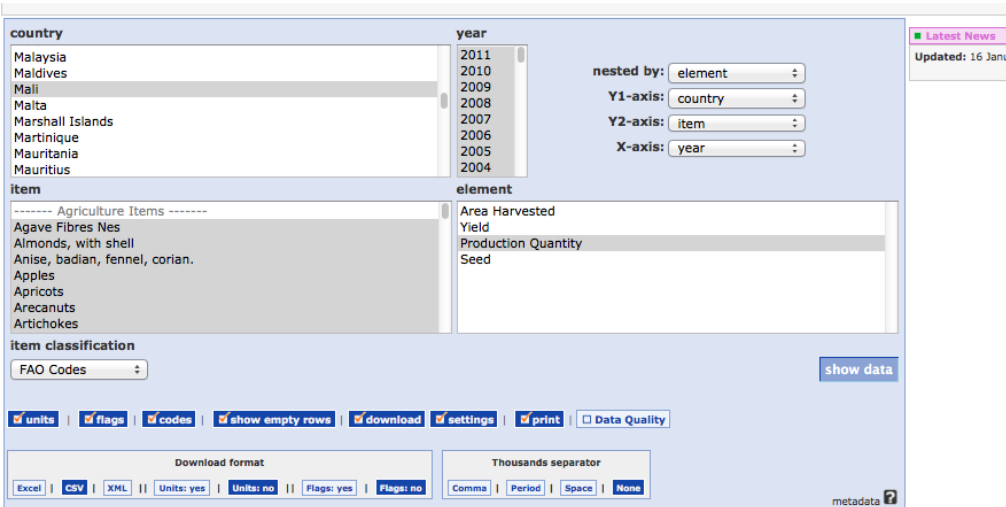 country
Malaysia
Maldives
Mali
Malta
Marshall Islands
Martinique
Mauritania
Mauritius
year
2011
2010
2009
2008
2007
2006
2005
2004
nested by: element
Y1-axis: country
Y2-axis: item
X-axis: year
Latest News
Updated: 16 Janu
item
------- Agriculture Items -------
Agave Fibres Nes
Almonds, with shell
Anise, badian, fennel, corian.
Apples
Apricots
Arecanuts
Artichokes
element
Area Harvested
Yield
Production Quantity
Seed
item classification
FAO Codes
show data
units | flags | codes | show empty rows | download settings | print | Data Quality
Download format
Excel | CSV | XML || Units: yes | Units: no || Flags: yes | Flags: no
Thousands separator
Comma | Period | Space | None
metadata ?